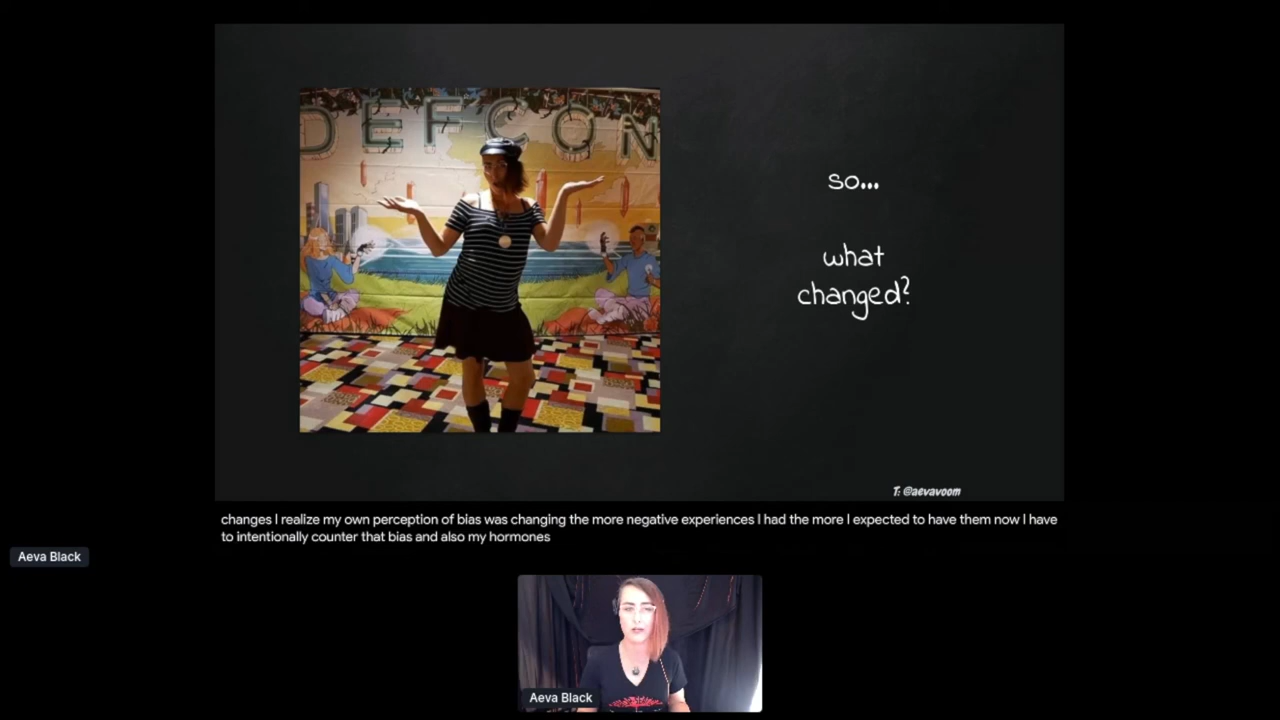 DEFCON
so...
what
changed?
T: @aevavoom
changes I realize my own perception of bias was changing the more negative experiences I had the more I expected to have them now I have
to intentionally counter that bias and also my hormones
Aeva Black
Aeva Black